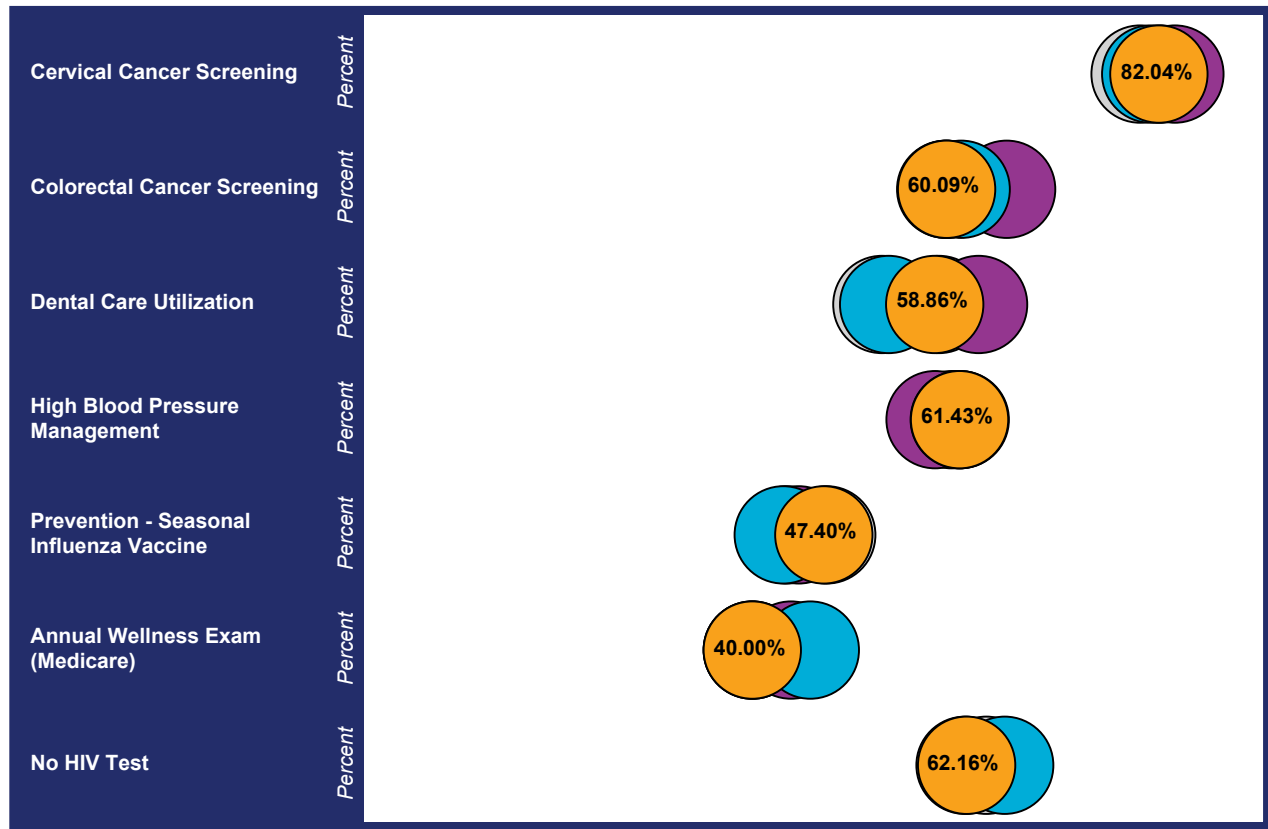 Cervical Cancer Screening
Percent
82.04%
Colorectal Cancer Screening
Percent
60.09%
Dental Care Utilization
Percent
58.86%
High Blood Pressure
Management
Percent
61.43%
Prevention - Seasonal
Influenza Vaccine
Percent
47.40%
Annual Wellness Exam
(Medicare)
Percent
40.00%
No HIV Test
Percent
62.16%